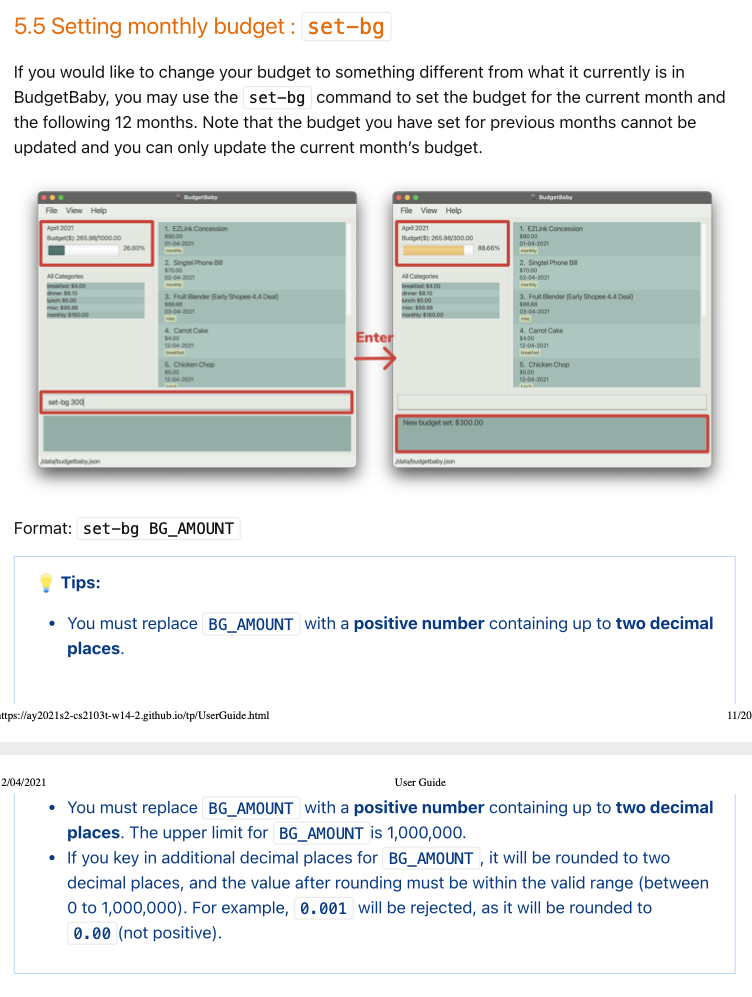 5.5 Setting monthly budget : set-bg
If you would like to change your budget to something different from what it currently is in
BudgetBaby, you may use the set-bg command to set the budget for the current month and
the following 12 months. Note that the budget you have set for previous months cannot be
updated and you can only update the current month’s budget.
BudgetBaby
File View Help
April 2021
Budget($): 265.98/1000.00
26.60%
All Categories
breakfast: $4.00
dinner: $8.10
lunch: $5.00
misc: $88.88
monthly: $160.00
1. EZLink Concession
$90.00
01-04-2021
monthly
2. Singtel Phone Bill
$70.00
02-04-2021
monthly
3. Fruit Blender (Early Shopee 4.4 Deal)
$88.88
03-04-2021
misc
4. Carrot Cake
$4.00
12-04-2021
breakfast
5. Chicken Chop
$5.00
12-04-2021
lunch
set-bg 300
/data/budgetbaby.json
Enter
BudgetBaby
File View Help
April 2021
Budget($): 265.98/300.00
88.66%
All Categories
breakfast: $4.00
dinner: $8.10
lunch: $5.00
misc: $88.88
monthly: $160.00
1. EZLink Concession
$90.00
01-04-2021
monthly
2. Singtel Phone Bill
$70.00
02-04-2021
monthly
3. Fruit Blender (Early Shopee 4.4 Deal)
$88.88
03-04-2021
misc
4. Carrot Cake
$4.00
12-04-2021
breakfast
5. Chicken Chop
$5.00
12-04-2021
lunch
New budget set: $300.00
/data/budgetbaby.json
Format: set-bg BG_AMOUNT
Tips:
• You must replace BG_AMOUNT with a positive number containing up to two decimal
places.
ttps://ay2021s2-cs2103t-w14-2.github.io/tp/UserGuide.html 11/20
2/04/2021 User Guide
• You must replace BG_AMOUNT with a positive number containing up to two decimal
places. The upper limit for BG_AMOUNT is 1,000,000.
• If you key in additional decimal places for BG_AMOUNT , it will be rounded to two
decimal places, and the value after rounding must be within the valid range (between
0 to 1,000,000). For example, 0.001 will be rejected, as it will be rounded to
0.00 (not positive).